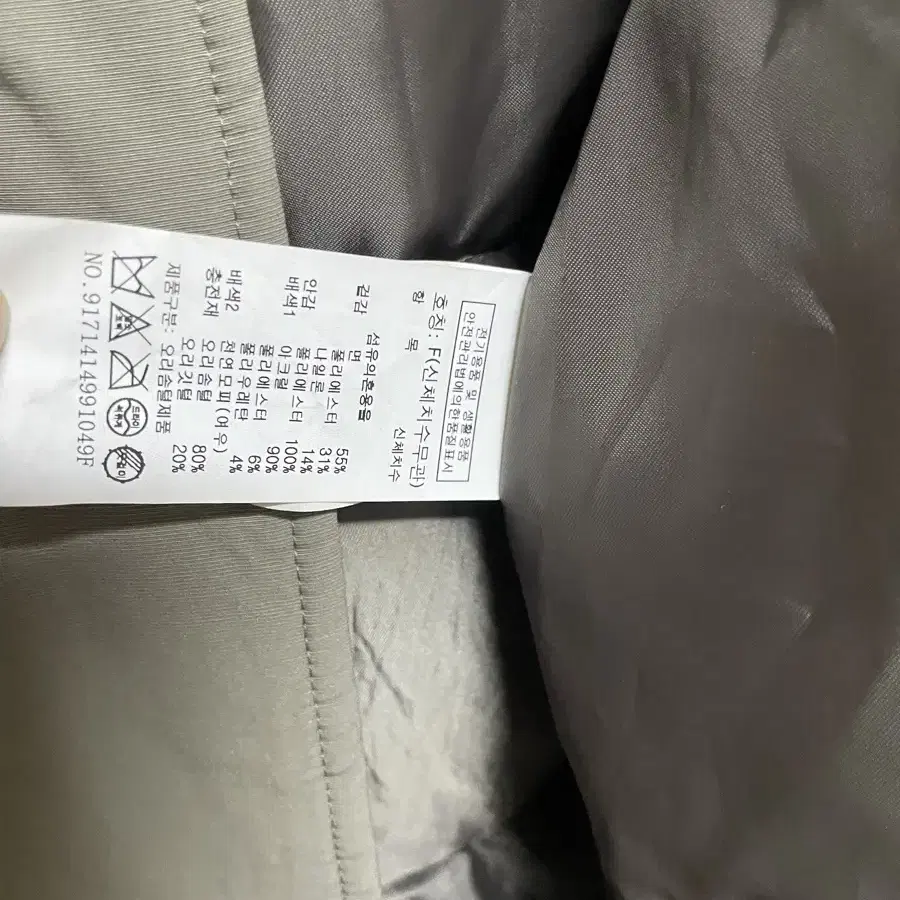 전기용품 및 생활용품
안전관리법에의한품질표시
호칭: F(신체치수무관)
항 목 신체치수
섬유의혼용율
겉감 면 55%
폴리에스터 31%
나일론 14%
안감 폴리에스터 100%
배색1 아크릴 90%
폴리에스터 6%
폴리우레탄 4%
배색2 천연모피(여우)
충전재 오리솜털 80%
오리깃털 20%
제품구분: 오리솜털제품
드라이
NO.9171414991049F